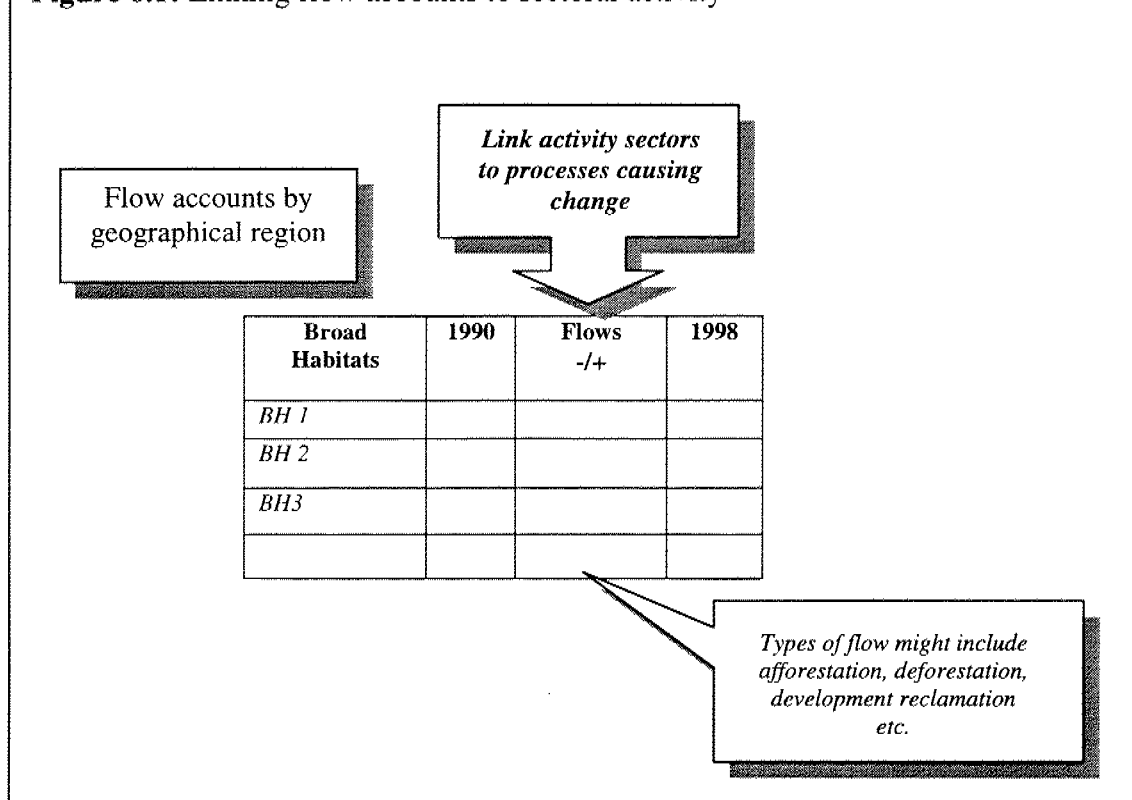 Link activity sectors
to processes causing
change
Flow accounts by
geographical region
Broad Habitats 1990 Flows -/+ 1998
BH 1
BH 2
BH3
Types of flow might include
afforestation, deforestation,
development reclamation
etc.